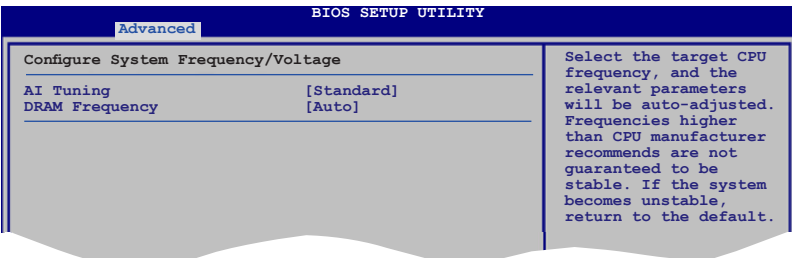 BIOS SETUP UTILITY
Advanced
Configure System Frequency/Voltage
AI Tuning [Standard]
DRAM Frequency [Auto]
Select the target CPU
frequency, and the
relevant parameters
will be auto-adjusted.
Frequencies higher
than CPU manufacturer
recommends are not
guaranteed to be
stable. If the system
becomes unstable,
return to the default.